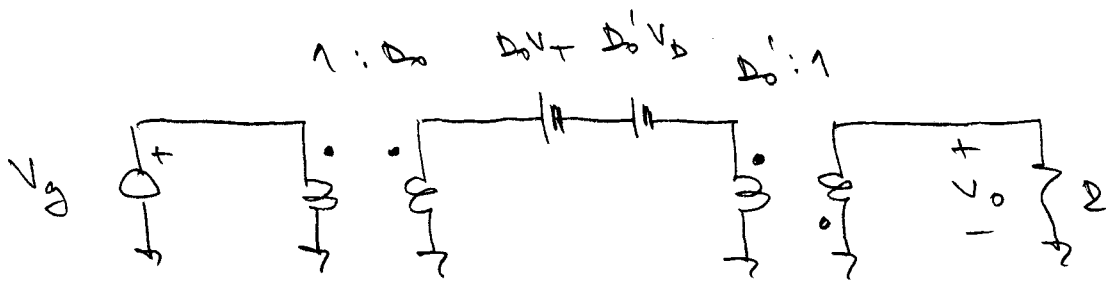 1 : D₀ D₀V_T D₀'V_D D₀' : 1
V_g + + V₀ - R